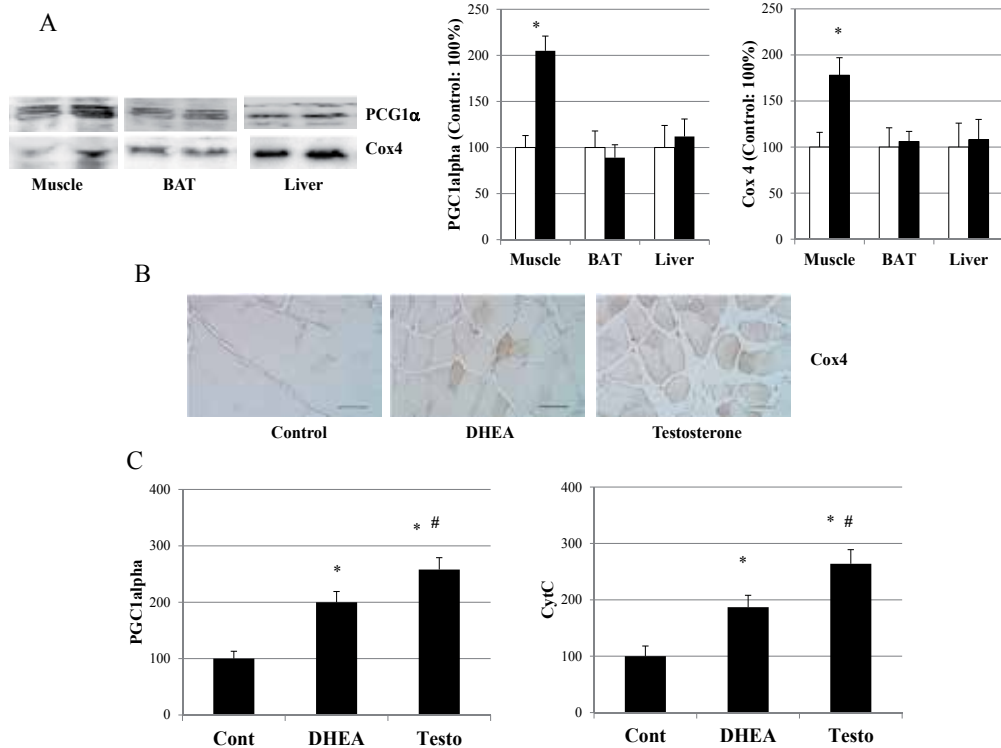 A
PCG1α
Cox4
Muscle BAT Liver
PGC1alpha (Control: 100%)
250
200
150
100
50
0
*
Muscle BAT Liver
Cox 4 (Control: 100%)
250
200
150
100
50
0
*
Muscle BAT Liver
B
Cox4
Control DHEA Testosterone
C
PGC1alpha
400
300
200
100
0
*
* #
Cont DHEA Testo
CytC
400
300
200
100
0
*
* #
Cont DHEA Testo